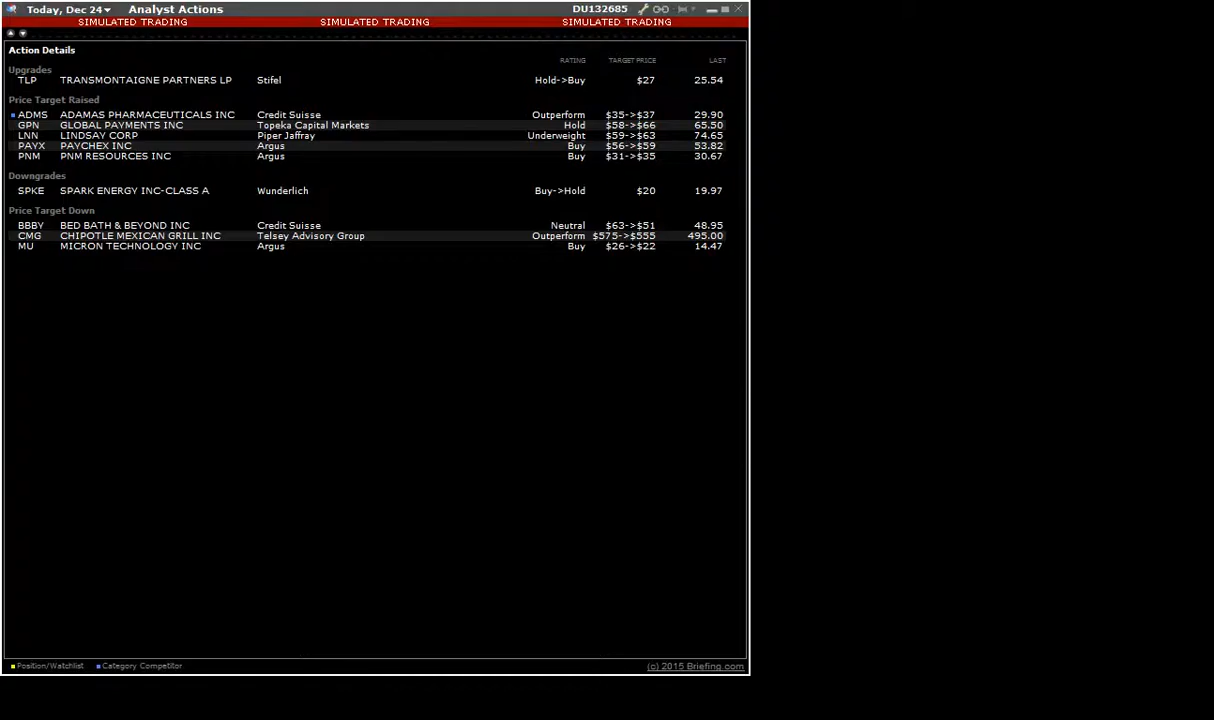 Today, Dec 24 Analyst Actions DU132685
SIMULATED TRADING SIMULATED TRADING SIMULATED TRADING
Action Details
RATING TARGET PRICE LAST
Upgrades
TLP TRANSMONTAIGNE PARTNERS LP Stifel Hold->Buy $27 25.54
Price Target Raised
ADMS ADAMAS PHARMACEUTICALS INC Credit Suisse Outperform $35->$37 29.90
GPN GLOBAL PAYMENTS INC Topeka Capital Markets Hold $58->$66 65.50
LNN LINDSAY CORP Piper Jaffray Underweight $59->$63 74.65
PAYX PAYCHEX INC Argus Buy $56->$59 53.82
PNM PNM RESOURCES INC Argus Buy $31->$35 30.67
Downgrades
SPKE SPARK ENERGY INC-CLASS A Wunderlich Buy->Hold $20 19.97
Price Target Down
BBBY BED BATH & BEYOND INC Credit Suisse Neutral $63->$51 48.95
CMG CHIPOTLE MEXICAN GRILL INC Telsey Advisory Group Outperform $575->$555 495.00
MU MICRON TECHNOLOGY INC Argus Buy $26->$22 14.47
Position/Watchlist Category Competitor (c) 2015 Briefing.com